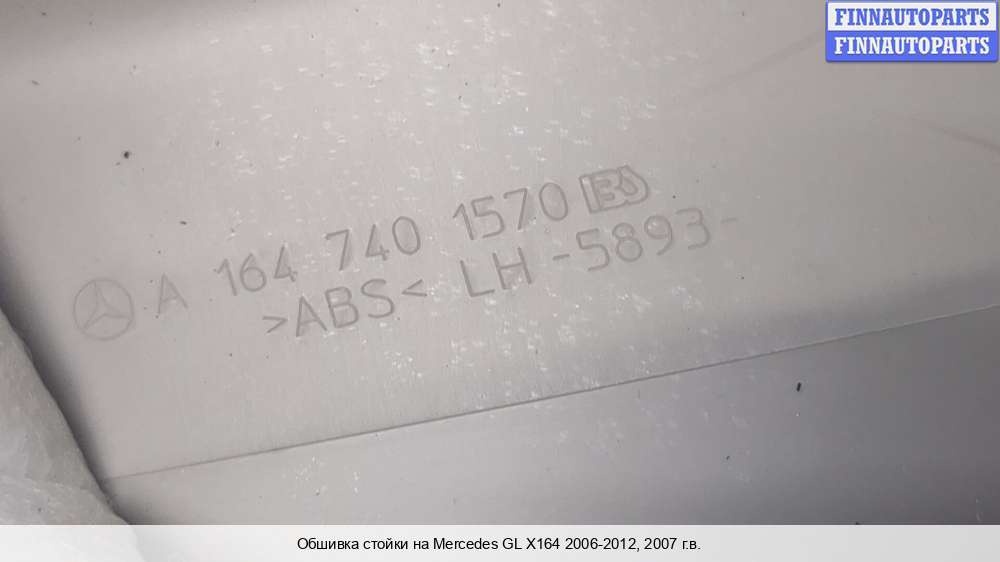 FINNAUTOPARTS
FINNAUTOPARTS
A 164 740 1570
>ABS< LH -5893-
Обшивка стойки на Mercedes GL X164 2006-2012, 2007 г.в.